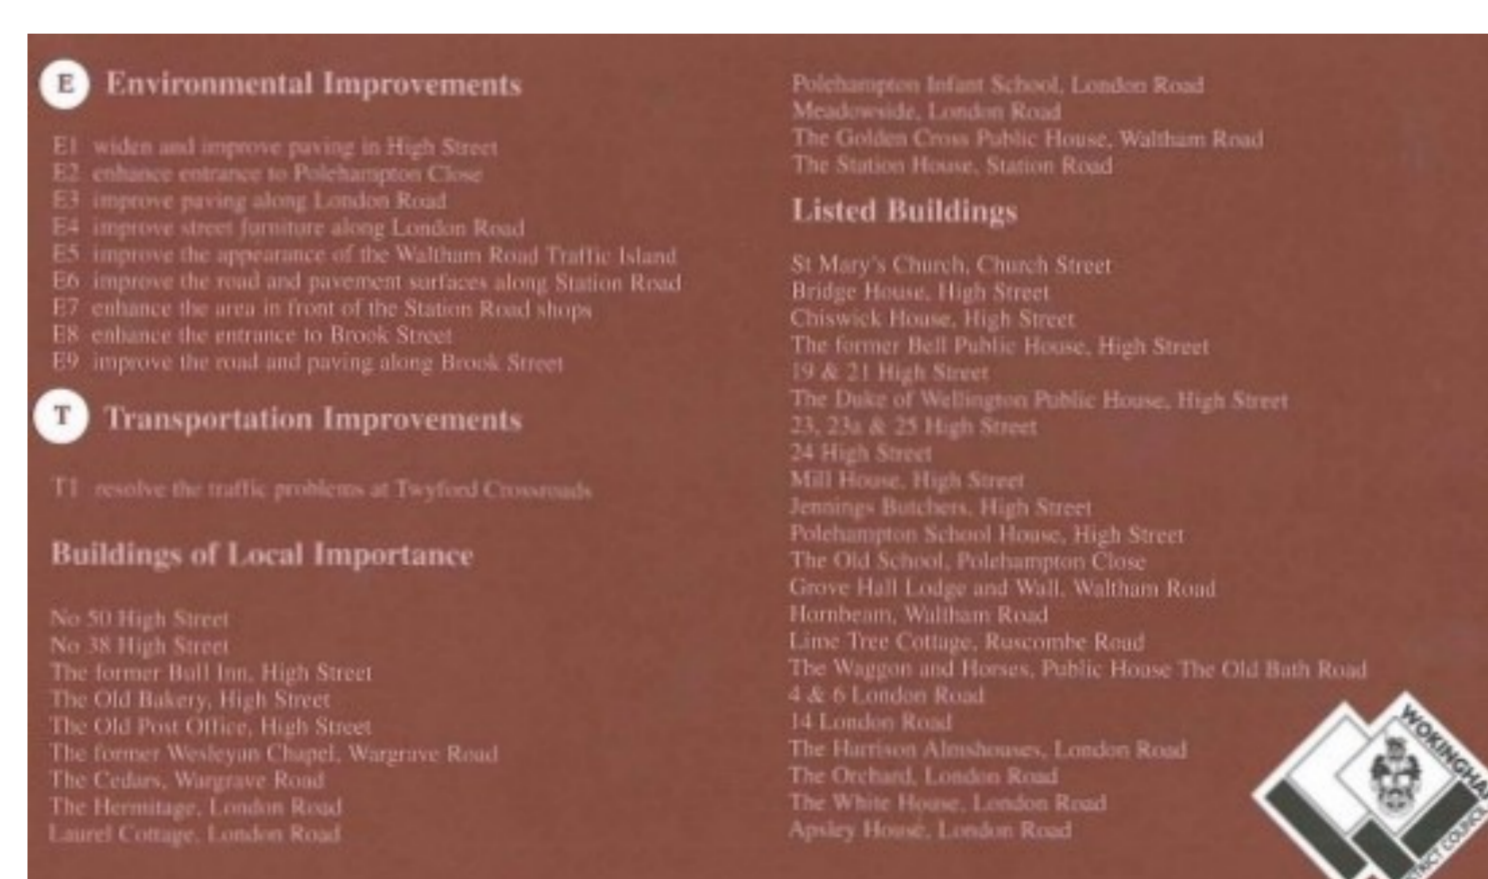 E Environmental Improvements
E1 widen and improve paving in High Street
E2 enhance entrance to Polehampton Close
E3 improve paving along London Road
E4 improve street furniture along London Road
E5 improve the appearance of the Waltham Road Traffic Island
E6 improve the road and pavement surfaces along Station Road
E7 enhance the area in front of the Station Road shops
E8 enhance the entrance to Brook Street
E9 improve the road and paving along Brook Street
T Transportation Improvements
T1 resolve the traffic problems at Twyford Crossroads
Buildings of Local Importance
No 50 High Street
No 38 High Street
The former Bull Inn, High Street
The Old Bakery, High Street
The Old Post Office, High Street
The former Wesleyan Chapel, Wargrave Road
The Cedars, Wargrave Road
The Hermitage, London Road
Laurel Cottage, London Road
Polehampton Infant School, London Road
Meadowside, London Road
The Golden Cross Public House, Waltham Road
The Station House, Station Road
Listed Buildings
St Mary's Church, Church Street
Bridge House, High Street
Chiswick House, High Street
The former Bell Public House, High Street
19 & 21 High Street
The Duke of Wellington Public House, High Street
23, 23a & 25 High Street
24 High Street
Mill House, High Street
Jennings Butchers, High Street
Polehampton School House, High Street
The Old School, Polehampton Close
Grove Hall Lodge and Wall, Waltham Road
Hornbeam, Waltham Road
Lime Tree Cottage, Ruscombe Road
The Waggon and Horses, Public House The Old Bath Road
4 & 6 London Road
14 London Road
The Harrison Almshouses, London Road
The Orchard, London Road
The White House, London Road
Apsley House, London Road
WOKINGHA
TRICT COUNCIL